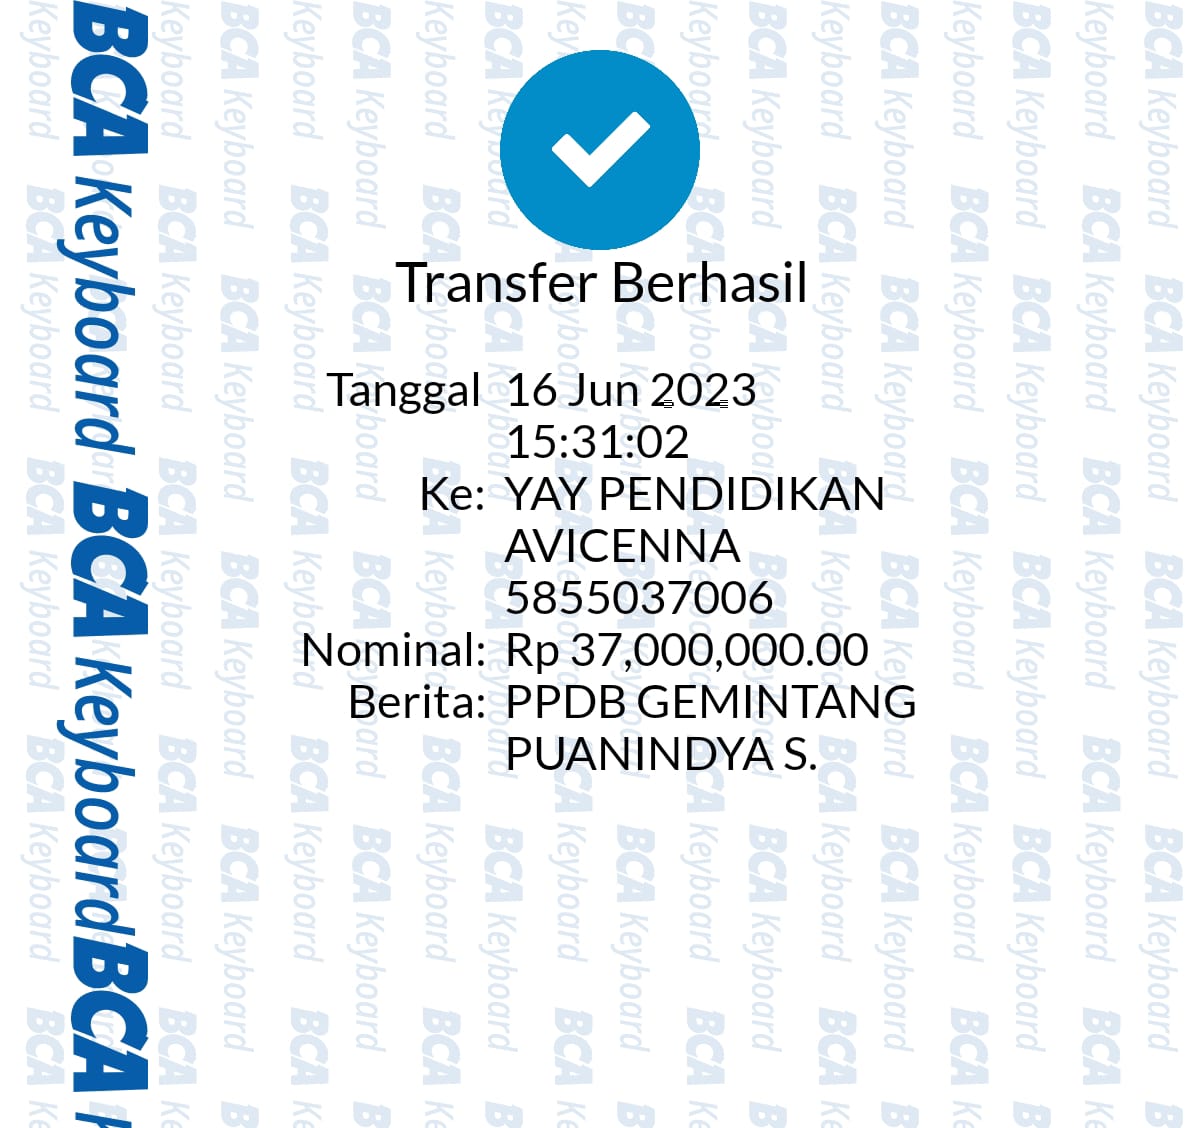 BCA Keyboard BCA Keyboard BCA
Transfer Berhasil
Tanggal 16 Jun 2023
15:31:02
Ke: YAY PENDIDIKAN
AVICENNA
5855037006
Nominal: Rp 37,000,000.00
Berita: PPDB GEMINTANG
PUANINDYA S.